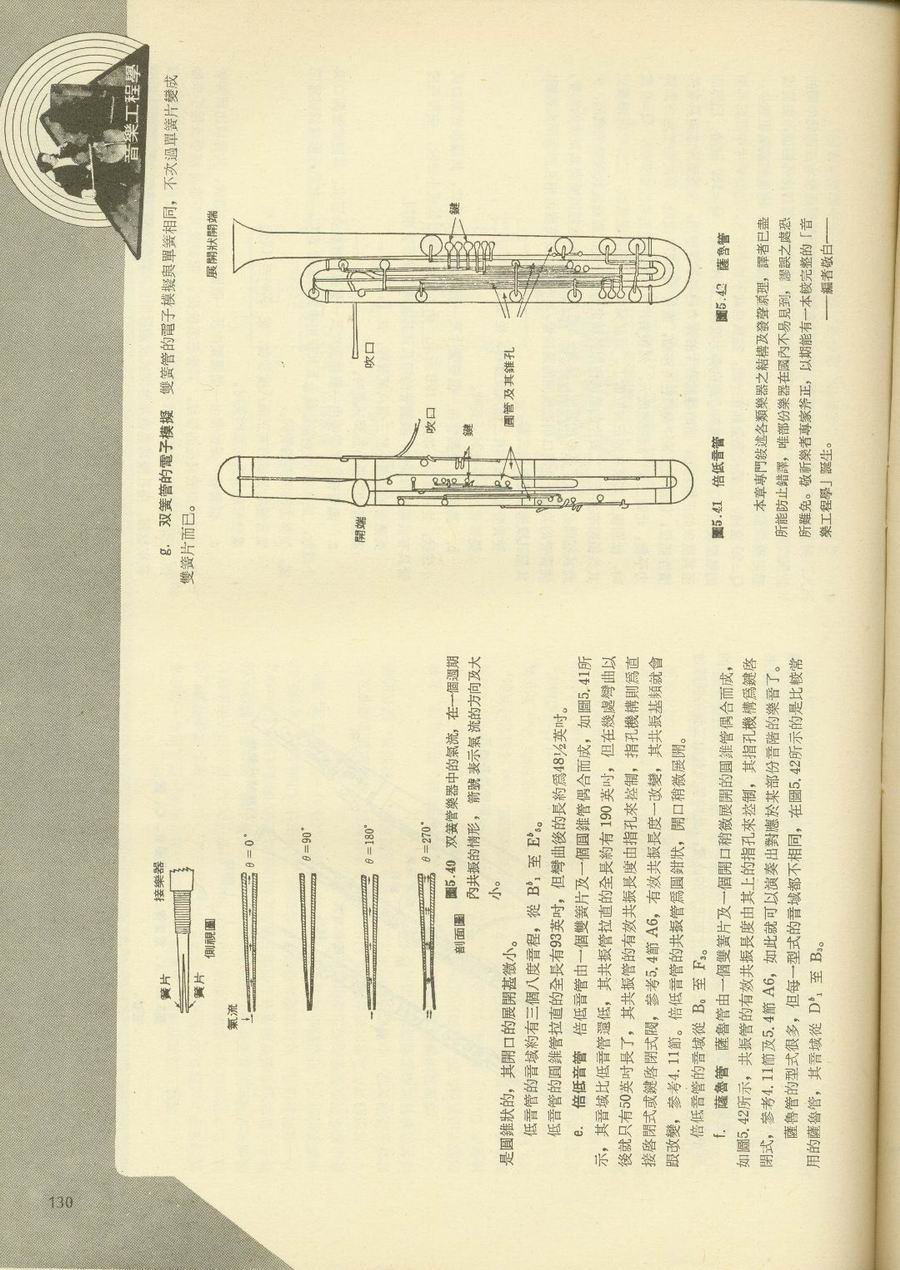 130
音樂工程學
接樂器
簧片
簧片
側視圖
氣流
θ=0°
θ=90°
θ=180°
θ=270°
剖面圖
圖5.40 双簧管樂器中的氣流，在一個週期
內共振的情形，箭號表示氣流的方向及大
小。
是圓錐狀的，其開口的展開甚微小。
低音管的音域約有三個八度音程，從 B♭₁ 至 E♭₅。
低音管的圓錐管拉直的全長有93英吋，但彎曲後的長約爲48½英吋。
e. 倍低音管 倍低音管由一個雙簧片及一個圓錐管偶合而成，如圖5.41所
示，其音域比低音管還低，其共振管拉直的全長約有 190 英吋，但在幾處彎曲以
後就只有50英吋長了，其共振管的有效共振長度由指孔來控制，指孔機構則爲直
接啓閉式或鍵啓閉式閥，參考5.4節 A6，有效共振長度一改變，其共振基頻就會
跟改變，參考4.11節。倍低音管的共振管爲圓鉗狀，開口稍微展開。
倍低音管的音域從 B₀ 至 F₃。
f. 薩魯管 薩魯管由一個雙簧片及一個開口稍微展開的圓錐管偶合而成，
如圖5.42所示，共振管的有效共振長度由其上的指孔來控制，其指孔機構爲鍵啓
閉式，參考4.11節及5.4節 A6，如此就可以演奏出對應於某部份音階的樂音了。
薩魯管的型式很多，但每一型式的音域都不相同，在圖5.42所示的是比較常
用的薩魯管，其音域從 D♭₁ 至 B₃。
g. 双簧管的電子模擬 雙簧管的電子模擬與單簧相同，不次過單簧片變成
雙簧片而已。
開端
吹口
鍵
圓管及其錐孔
圖5.41 倍低音管
展開狀開端
吹口
鍵
圖5.42 薩魯管
本章專門敍述各類樂器之結構及發聲原理，譯者已盡
所能防止錯譯，唯部份樂器在國內不易見到，謬誤之處恐
所難免。敬祈樂者專家斧正，以期能有一本較完整的「音
樂工程學」誕生。 ——編者敬白——